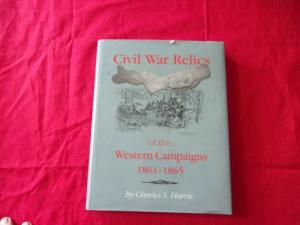 Civil War Relics
of the
Western Campaigns
1861-1865
by Charles S. Harris